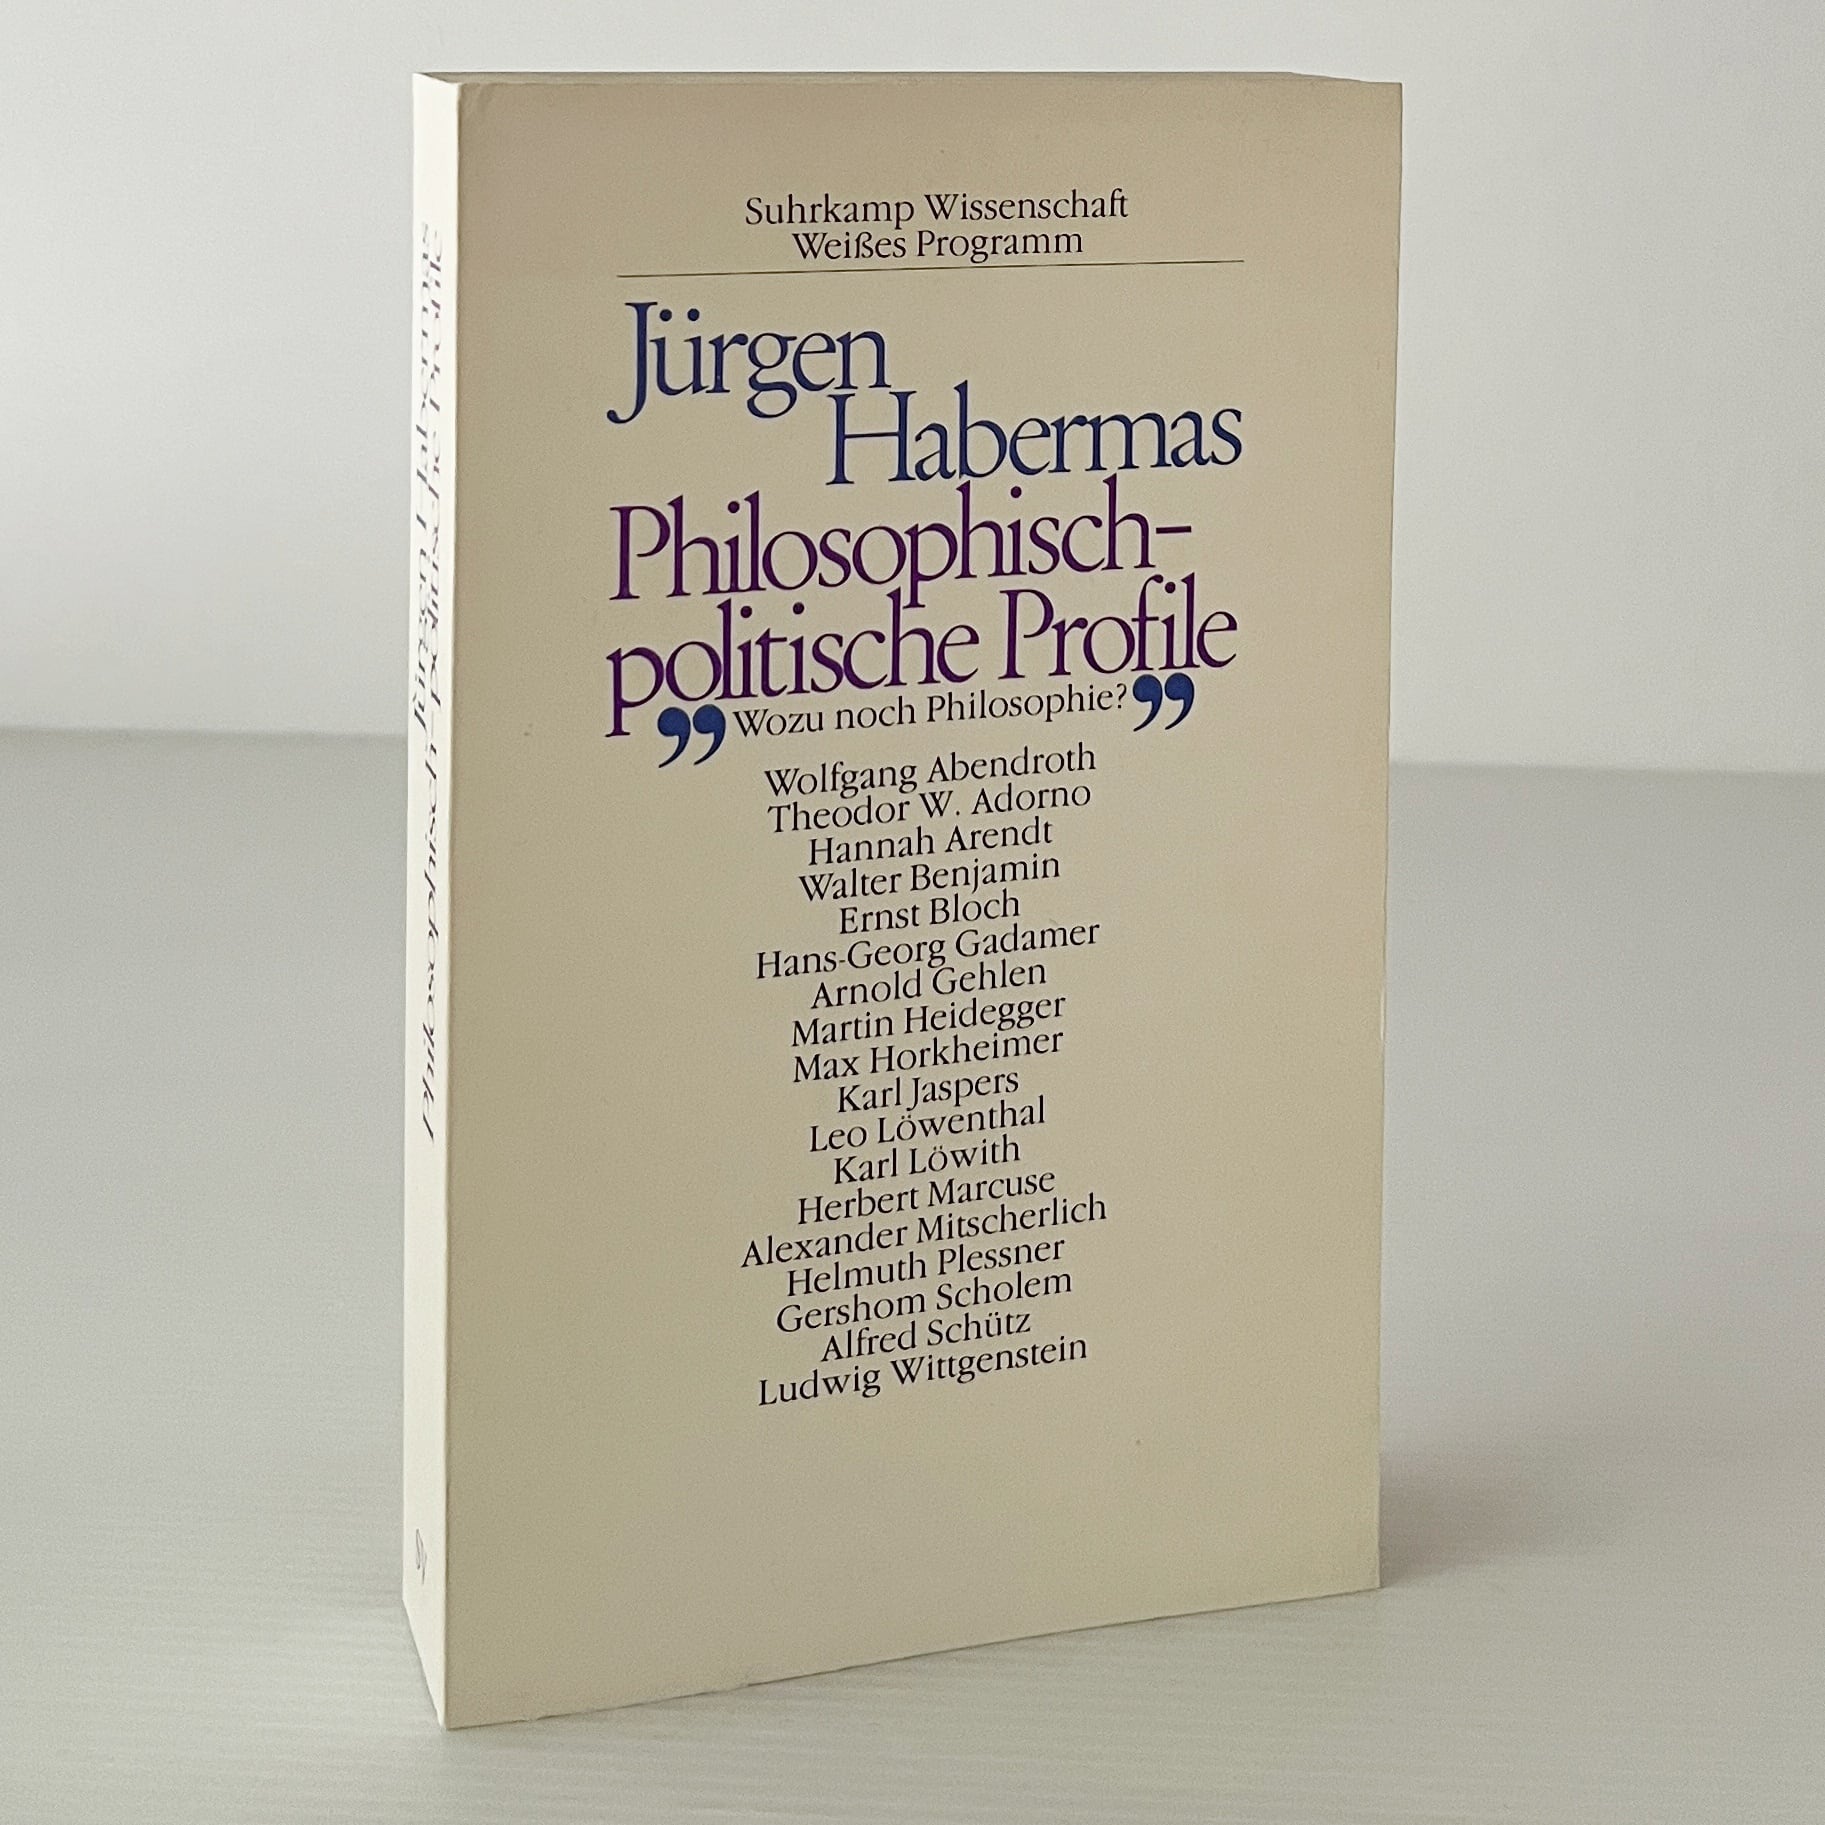 Suhrkamp Wissenschaft
Weißes Programm
Jürgen
Habermas
Philosophisch-
politische Profile
❞Wozu noch Philosophie?❞
Wolfgang Abendroth
Theodor W. Adorno
Hannah Arendt
Walter Benjamin
Ernst Bloch
Hans-Georg Gadamer
Arnold Gehlen
Martin Heidegger
Max Horkheimer
Karl Jaspers
Leo Löwenthal
Karl Löwith
Herbert Marcuse
Alexander Mitscherlich
Helmuth Plessner
Gershom Scholem
Alfred Schütz
Ludwig Wittgenstein